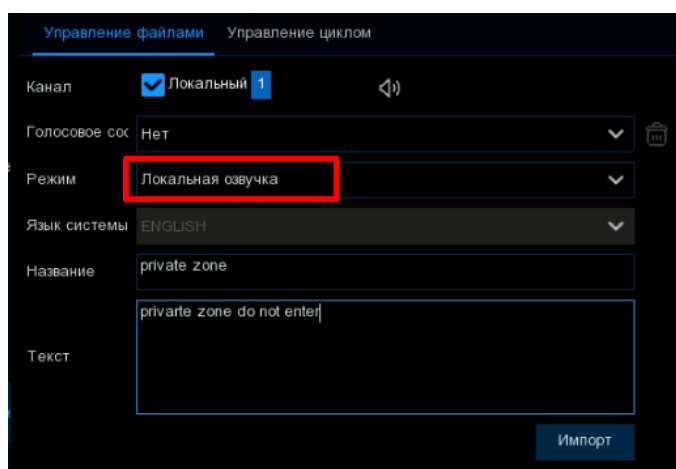 Управление файлами Управление циклом
Канал Локальный 1
Голосовое сос Нет
Режим Локальная озвучка
Язык системы ENGLISH
Название private zone
privarte zone do not enter
Текст
Импорт